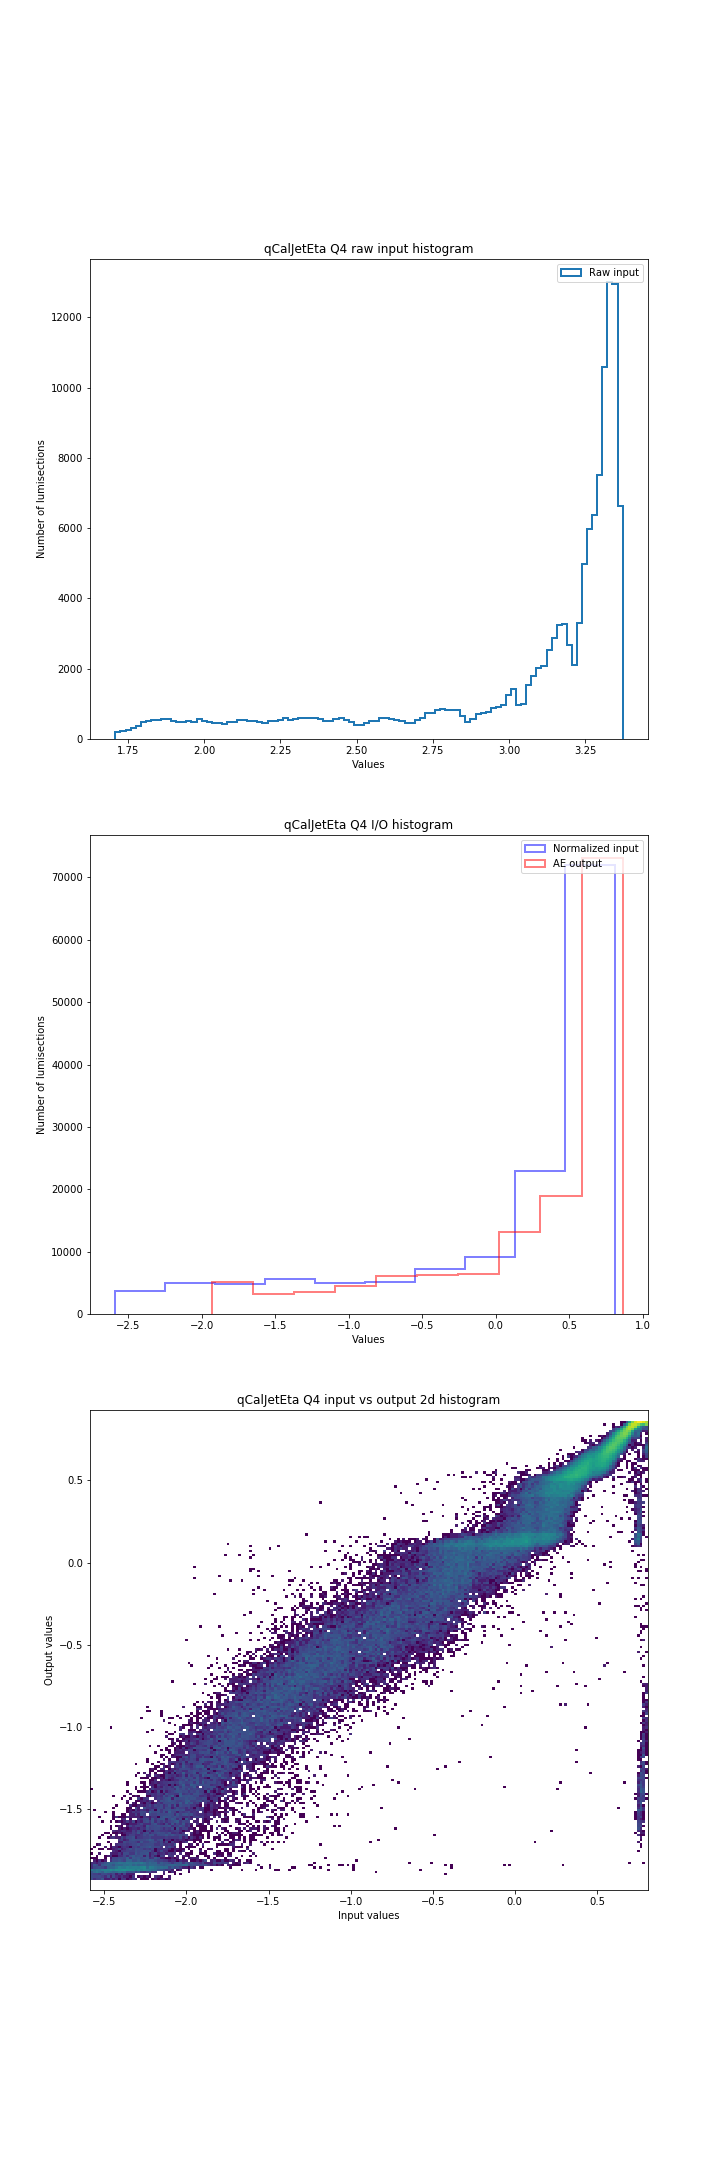 qCalJetEta Q4 raw input histogram
Raw input
12000
10000
8000
6000
4000
2000
0
Number of lumisections
1.75 2.00 2.25 2.50 2.75 3.00 3.25
Values
qCalJetEta Q4 I/O histogram
Normalized input
AE output
70000
60000
50000
40000
30000
20000
10000
0
Number of lumisections
−2.5 −2.0 −1.5 −1.0 −0.5 0.0 0.5 1.0
Values
qCalJetEta Q4 input vs output 2d histogram
0.5
0.0
−0.5
−1.0
−1.5
Output values
−2.5 −2.0 −1.5 −1.0 −0.5 0.0 0.5
Input values